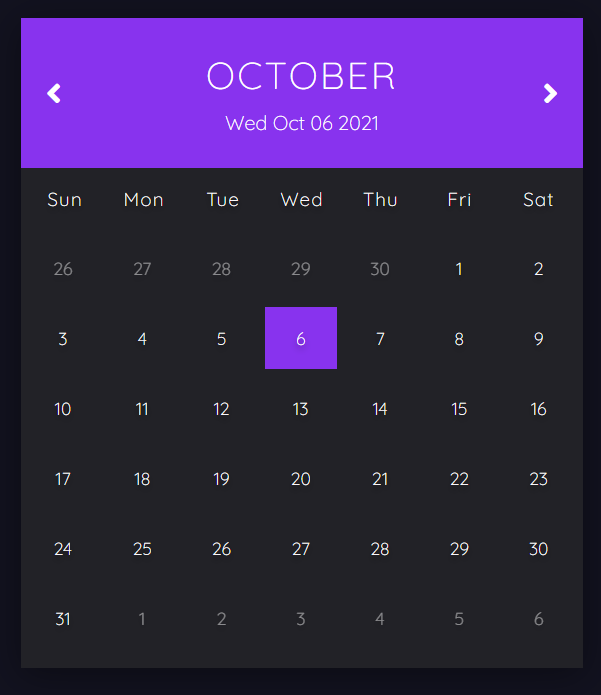 OCTOBER
Wed Oct 06 2021
Sun Mon Tue Wed Thu Fri Sat
26 27 28 29 30 1 2
3 4 5 6 7 8 9
10 11 12 13 14 15 16
17 18 19 20 21 22 23
24 25 26 27 28 29 30
31 1 2 3 4 5 6